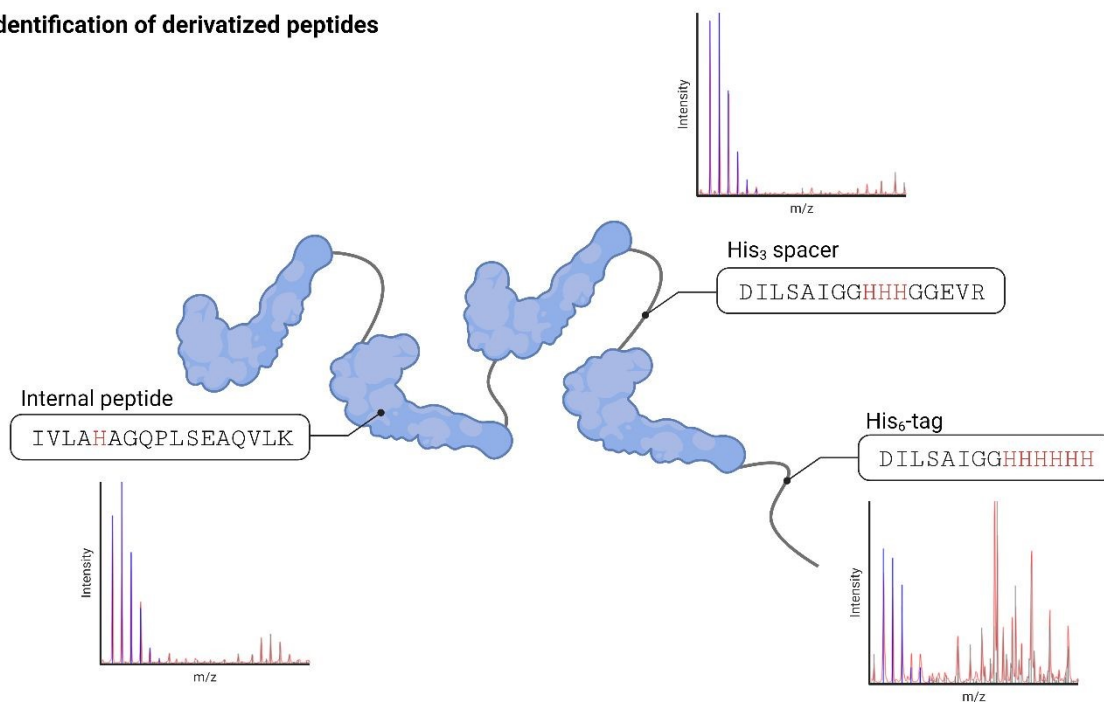 dentification of derivatized peptides
Intensity
m/z
His₃ spacer
DILSAIGGHHHGGEVR
Internal peptide
IVLAHAGQPLSEAQVLK
His₆-tag
DILSAIGGHHHHHH
Intensity
m/z
Intensity
m/z